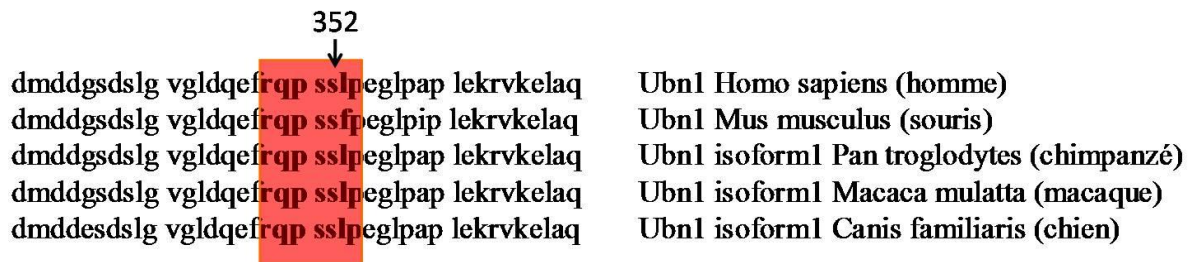 352
dmddgsdslg vgldqefrqp sslpeglpap lekrvkelaq Ubn1 Homo sapiens (homme)
dmddgsdslg vgldqefrqp ssfpeglpip lekrvkelaq Ubn1 Mus musculus (souris)
dmddgsdslg vgldqefrqp sslpeglpap lekrvkelaq Ubn1 isoform1 Pan troglodytes (chimpanzé)
dmddgsdslg vgldqefrqp sslpeglpap lekrvkelaq Ubn1 isoform1 Macaca mulatta (macaque)
dmddesdslg vgldqefrqp sslpeglpap lekrvkelaq Ubn1 isoform1 Canis familiaris (chien)